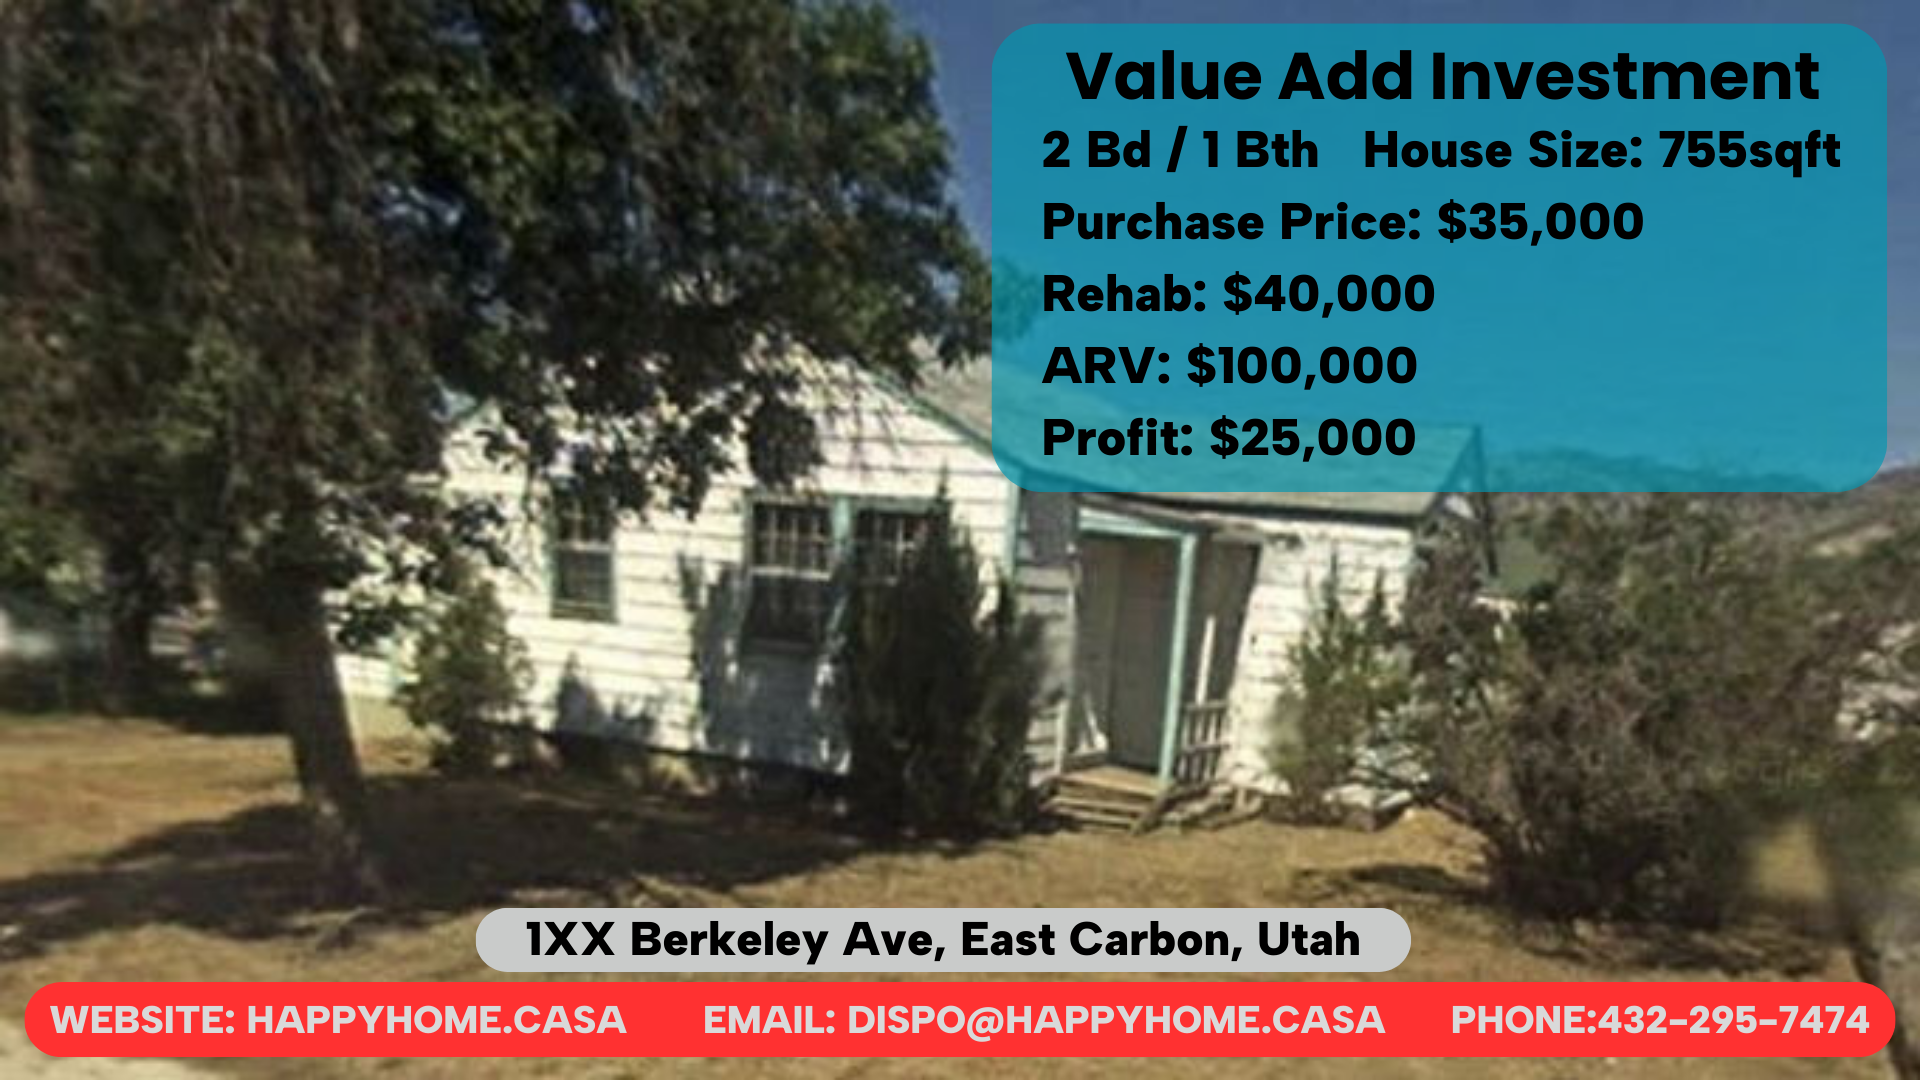 Value Add Investment
2 Bd / 1 Bth House Size: 755sqft
Purchase Price: $35,000
Rehab: $40,000
ARV: $100,000
Profit: $25,000
1XX Berkeley Ave, East Carbon, Utah
WEBSITE: HAPPYHOME.CASA EMAIL: DISPO@HAPPYHOME.CASA PHONE:432-295-7474